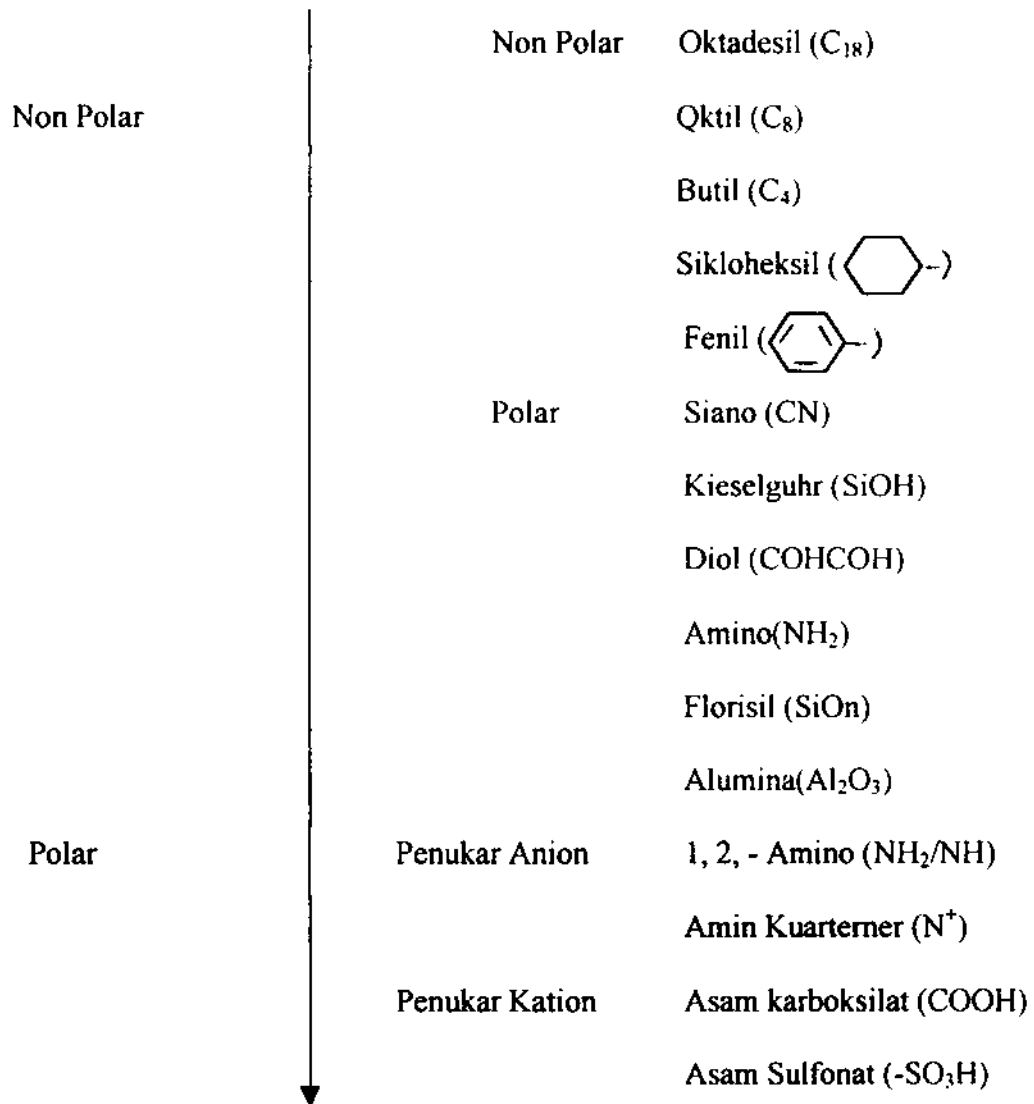 Non Polar Oktadesil (C₁₈)
Non Polar Qktil (C₈)
Butil (C₄)
Sikloheksil ( -)
Fenil ( - )
Polar Siano (CN)
Kieselguhr (SiOH)
Diol (COHCOH)
Amino(NH₂)
Florisil (SiOn)
Alumina(Al₂O₃)
Polar Penukar Anion 1, 2, - Amino (NH₂/NH)
Amin Kuarterner (N⁺)
Penukar Kation Asam karboksilat (COOH)
Asam Sulfonat (-SO₃H)